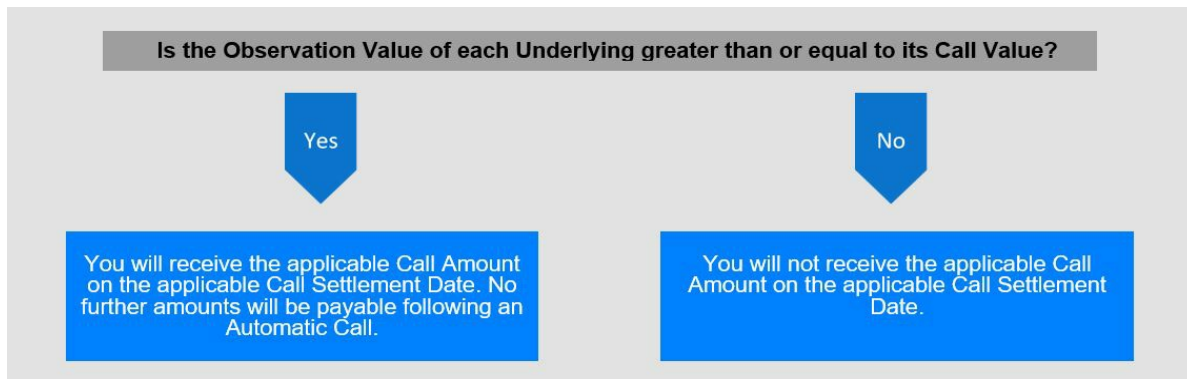 Is the Observation Value of each Underlying greater than or equal to its Call Value?
Yes
No
You will receive the applicable Call Amount
on the applicable Call Settlement Date. No
further amounts will be payable following an
Automatic Call.
You will not receive the applicable Call
Amount on the applicable Call Settlement
Date.